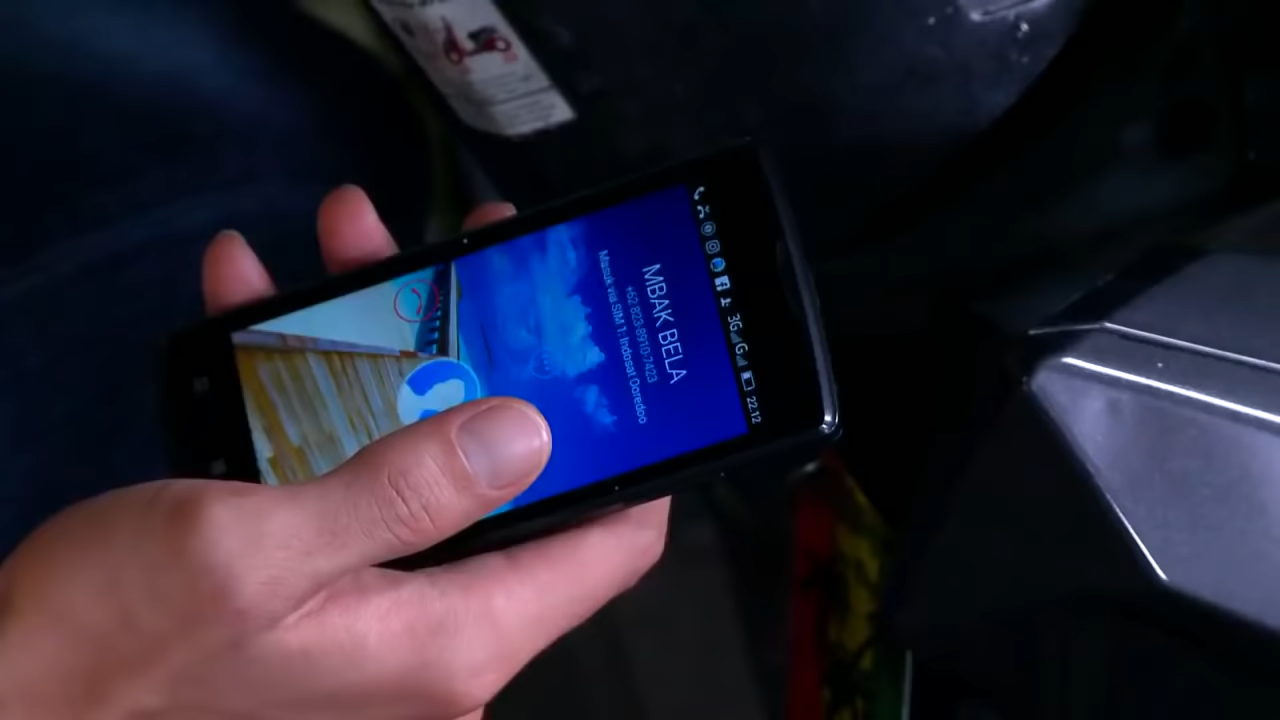 3G G 22.12
MBAK BELA
+62 823-8910-7423
Masuk via SIM 1: Indosat Ooredoo